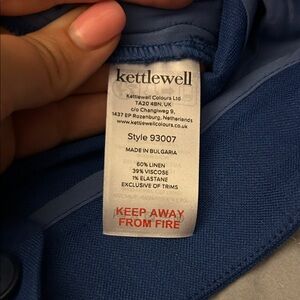 kettlewell
Kettlewell Colours Ltd
TA20 4BN, UK
c/o Changiweg 9,
1437 EP Rozenburg, Netherlands
www.kettlewellcolours.co.uk
Style 93007
MADE IN BULGARIA
60% LINEN
39% VISCOSE
1% ELASTANE
EXCLUSIVE OF TRIMS
KEEP AWAY
FROM FIRE